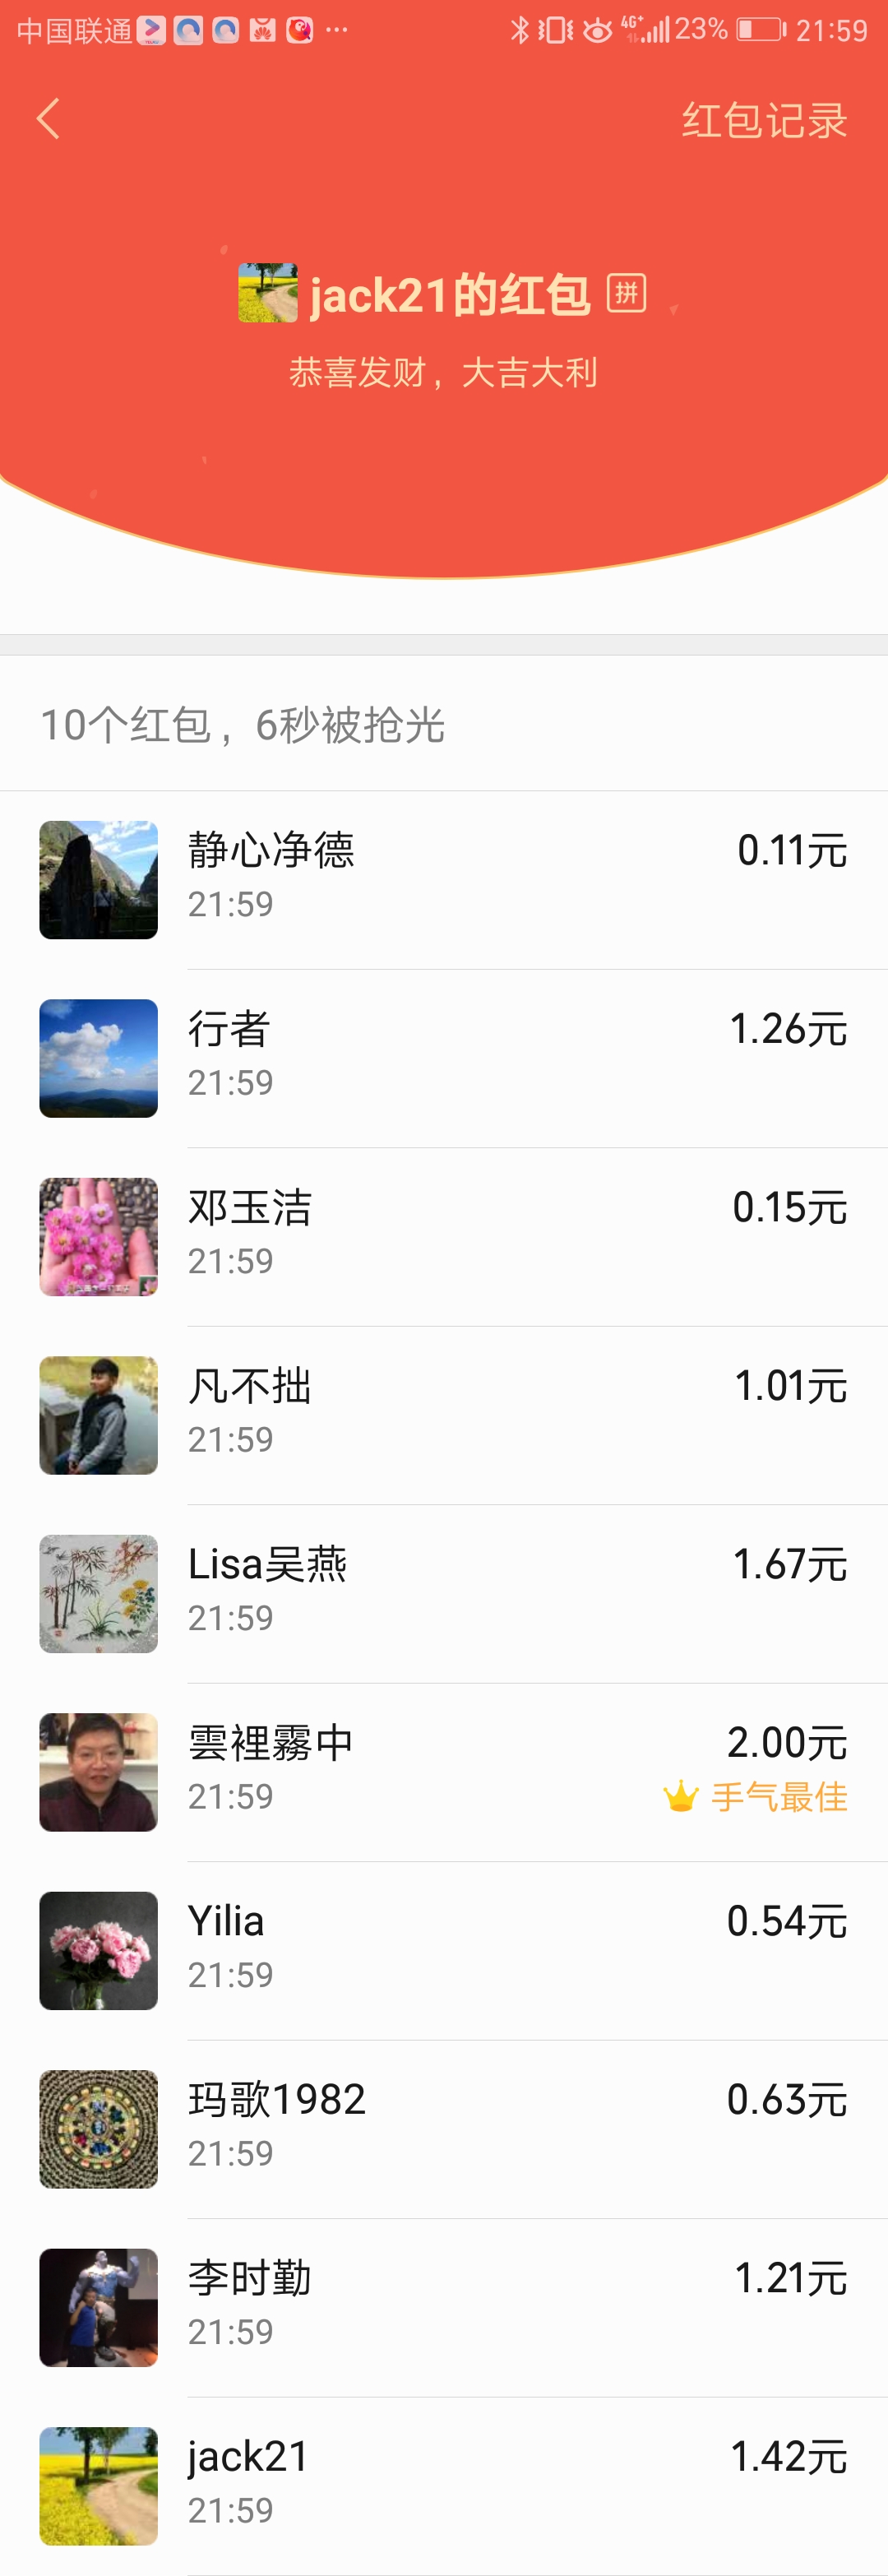 中国联通 4G+ 23% 21:59
红包记录
jack21的红包 拼
恭喜发财，大吉大利
10个红包，6秒被抢光
静心净德 0.11元
21:59
行者 1.26元
21:59
邓玉洁 0.15元
21:59
凡不拙 1.01元
21:59
Lisa吴燕 1.67元
21:59
雲裡霧中 2.00元
21:59 手气最佳
Yilia 0.54元
21:59
玛歌1982 0.63元
21:59
李时勤 1.21元
21:59
jack21 1.42元
21:59